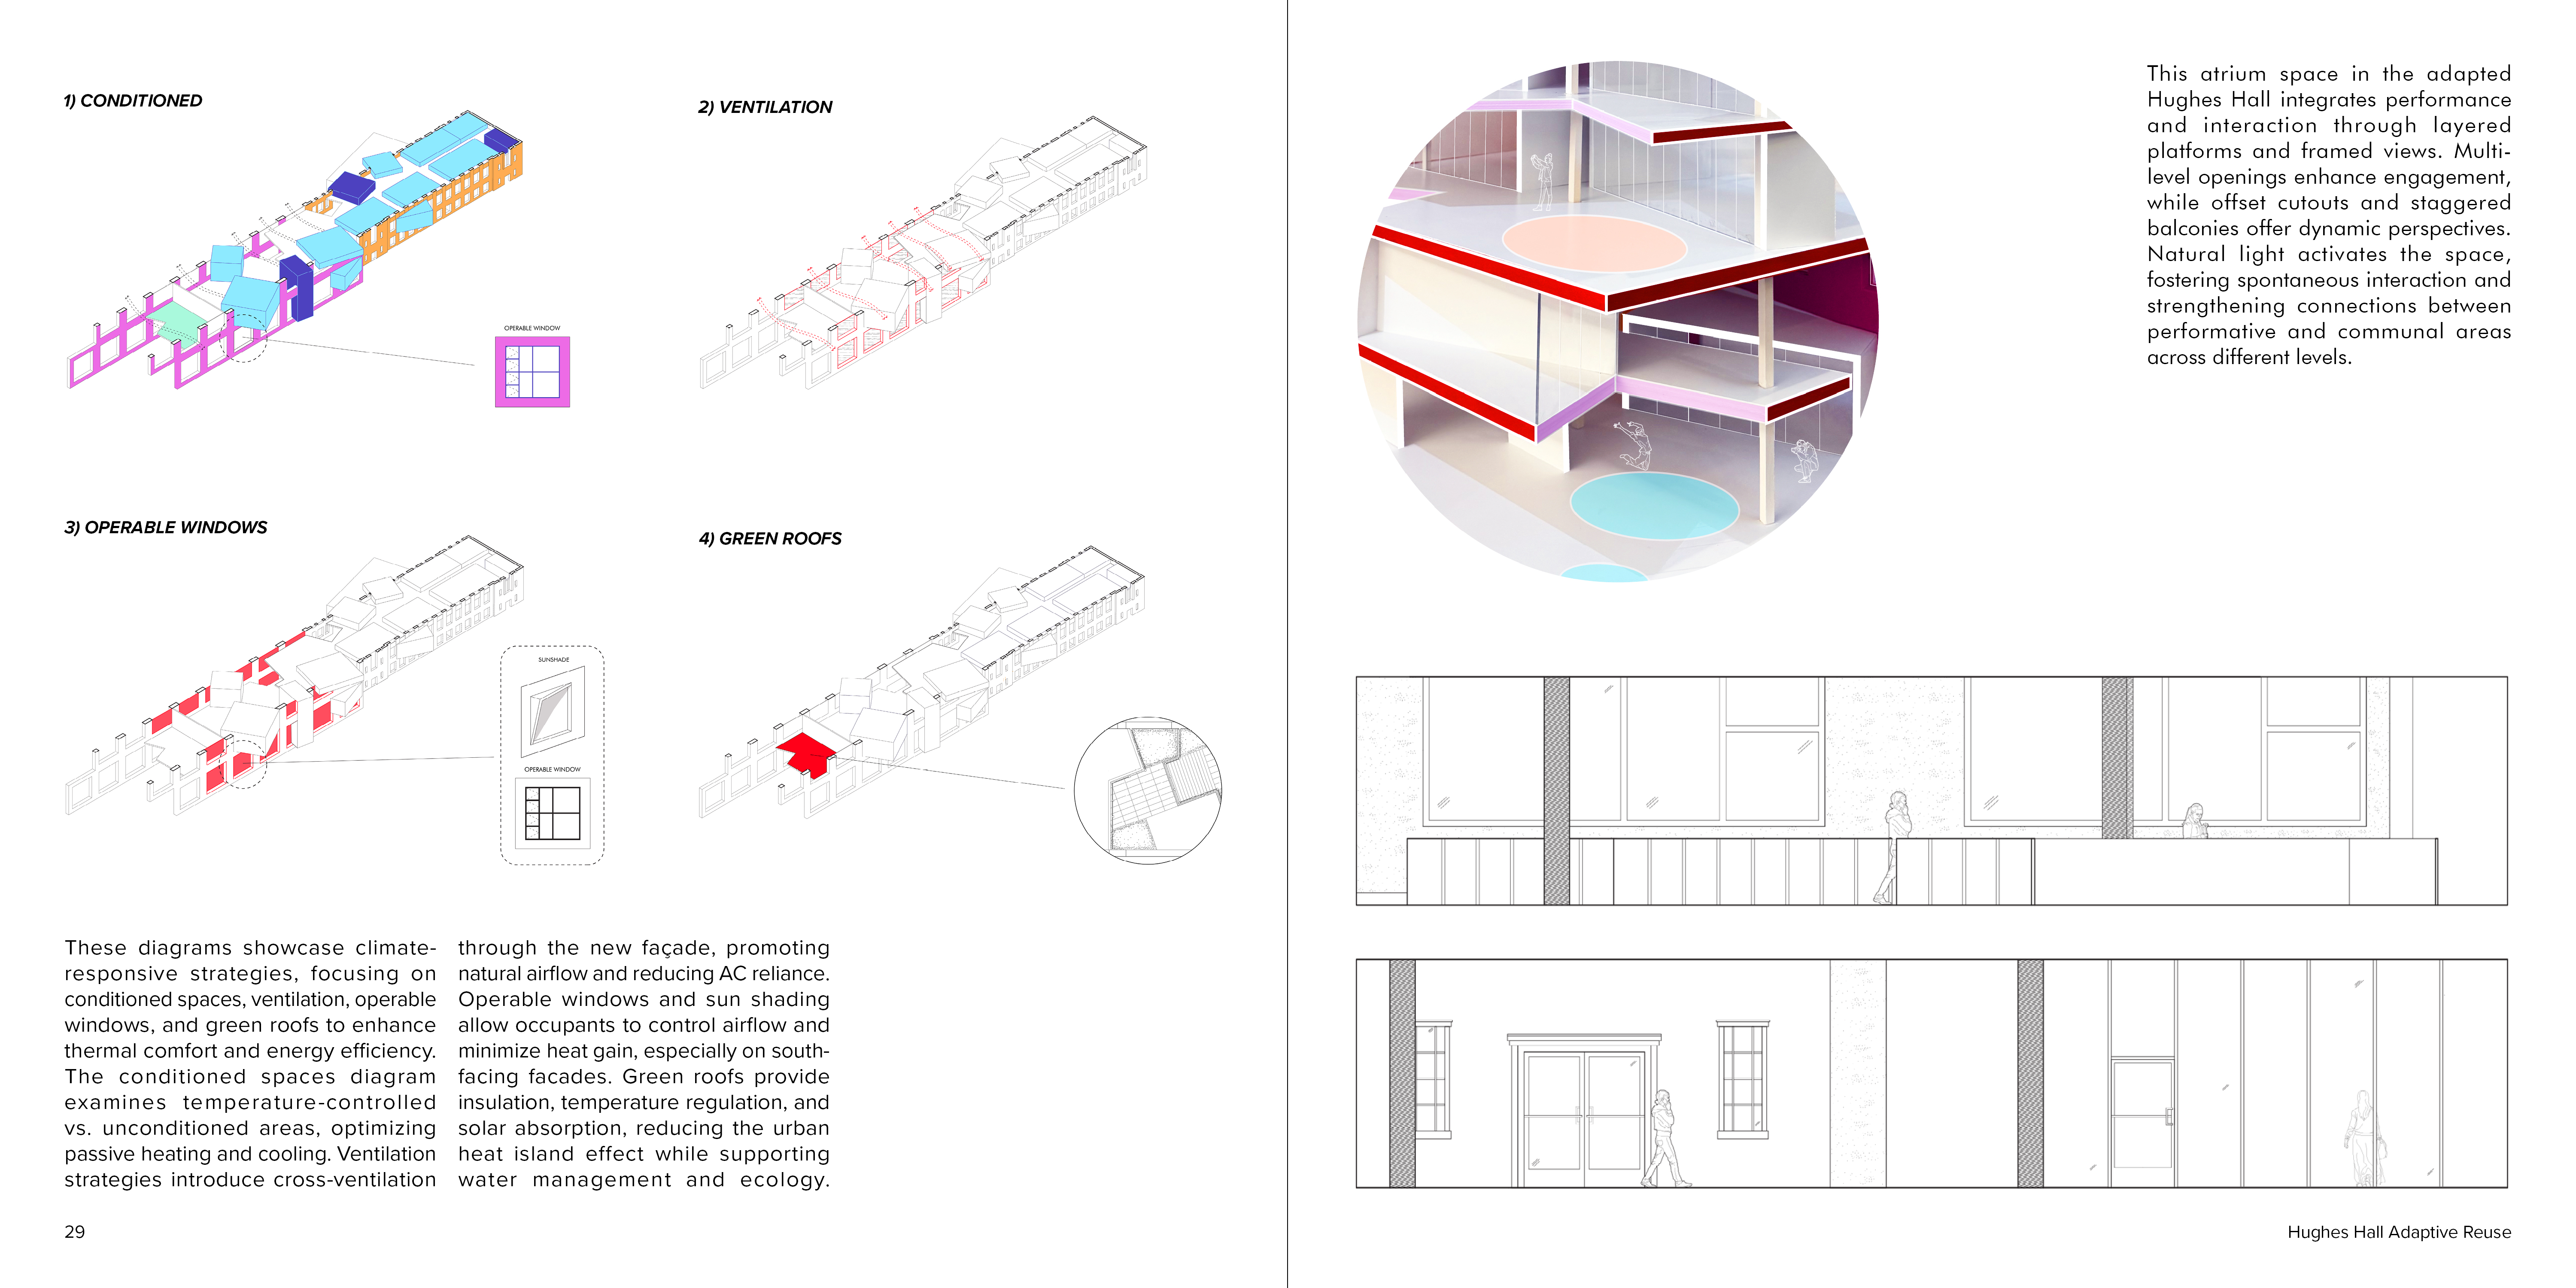 1) CONDITIONED
OPERABLE WINDOW
2) VENTILATION
3) OPERABLE WINDOWS
SUNSHADE
OPERABLE WINDOW
4) GREEN ROOFS
These diagrams showcase climate-
responsive strategies, focusing on
conditioned spaces, ventilation, operable
windows, and green roofs to enhance
thermal comfort and energy efficiency.
The conditioned spaces diagram
examines temperature-controlled
vs. unconditioned areas, optimizing
passive heating and cooling. Ventilation
strategies introduce cross-ventilation
through the new façade, promoting
natural airflow and reducing AC reliance.
Operable windows and sun shading
allow occupants to control airflow and
minimize heat gain, especially on south-
facing facades. Green roofs provide
insulation, temperature regulation, and
solar absorption, reducing the urban
heat island effect while supporting
water management and ecology.
29
This atrium space in the adapted
Hughes Hall integrates performance
and interaction through layered
platforms and framed views. Multi-
level openings enhance engagement,
while offset cutouts and staggered
balconies offer dynamic perspectives.
Natural light activates the space,
fostering spontaneous interaction and
strengthening connections between
performative and communal areas
across different levels.
Hughes Hall Adaptive Reuse